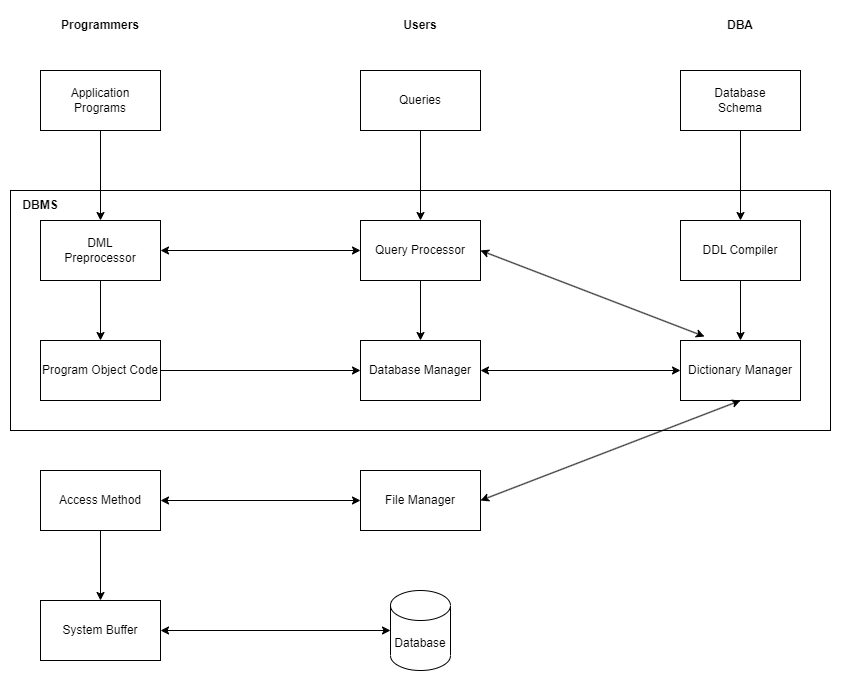 Programmers
Users
DBA
Application
Programs
Queries
Database
Schema
DBMS
DML
Preprocessor
Query Processor
DDL Compiler
Program Object Code
Database Manager
Dictionary Manager
Access Method
File Manager
System Buffer
Database